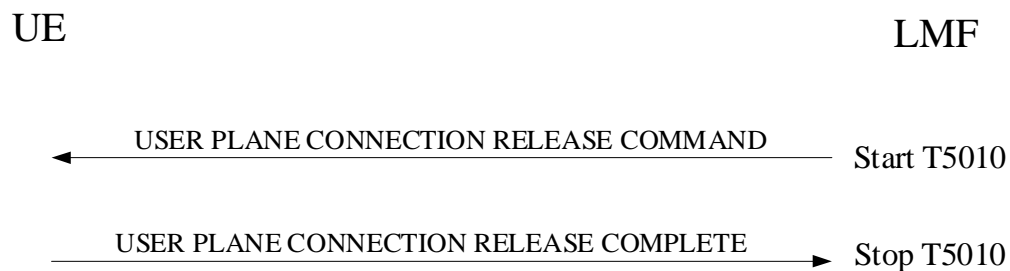 UE
LMF
USER PLANE CONNECTION RELEASE COMMAND
Start T5010
USER PLANE CONNECTION RELEASE COMPLETE
Stop T5010